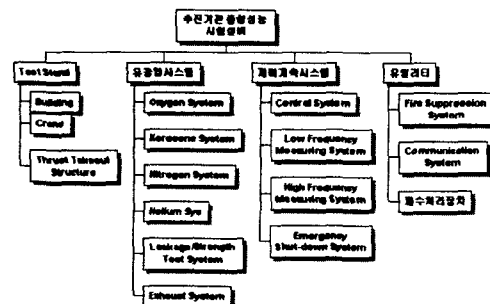 추진기관 종합성능
시험설비
Test Stand
Building
Thrust Takeout
Structure
유공압시스템
Oxygen System
Kerosene System
Nitrogen System
Helium Sys
Leakage/Strength
Test System
Exhaust System
제어계측시스템
Control System
Low Frequency
Measuring System
High Frequency
Measuring System
Emergency
Shut-down System
유틸리티
Fire Suppression
System
Communication
System
폐수처리장치